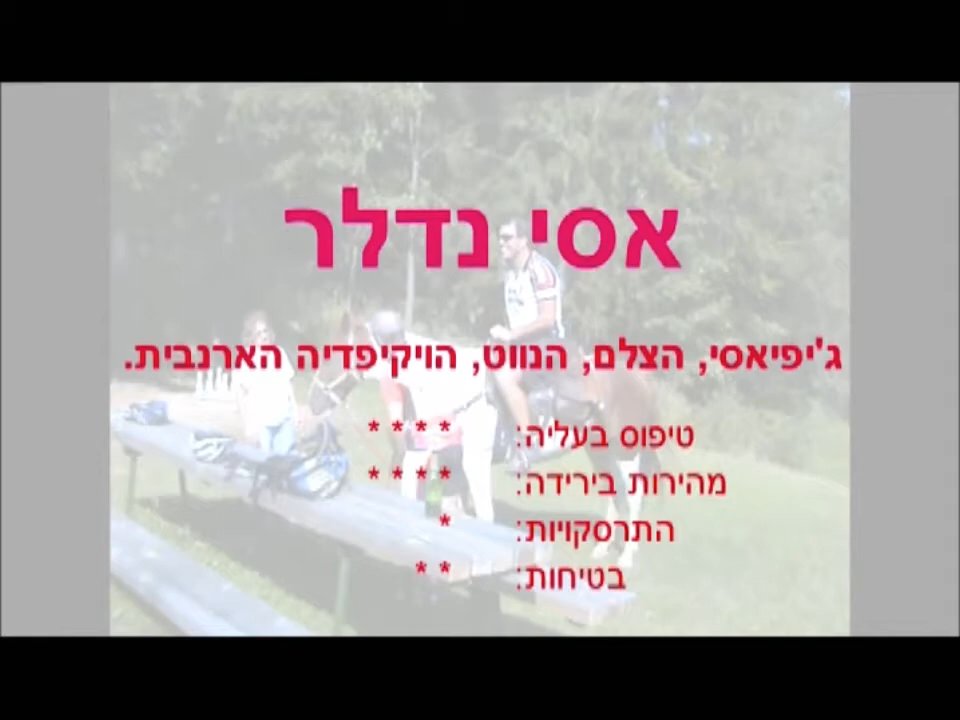 אסי נדלר
ג'יפיאסי, הצלם, הנווט, הויקיפדיה הארנבית.
טיפוס בעליה: * * * *
מהירות בירידה: * * * *
התרסקויות: *
בטיחות: * *